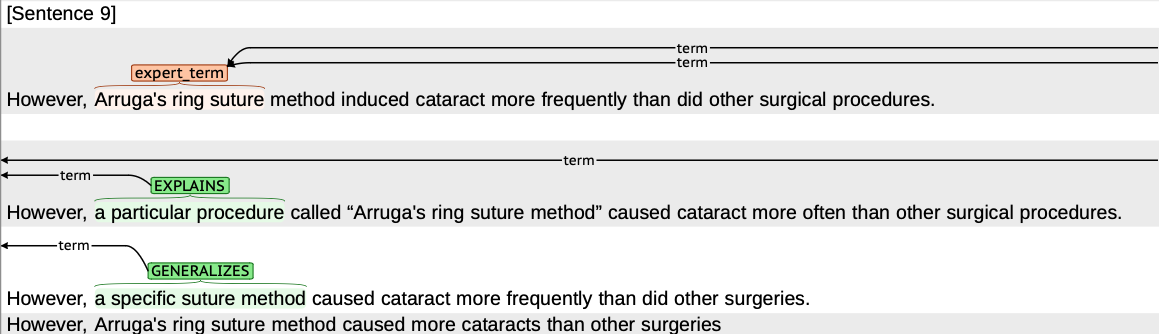 [Sentence 9]
term
term
expert_term
However, Arruga's ring suture method induced cataract more frequently than did other surgical procedures.
term
term
EXPLAINS
However, a particular procedure called “Arruga's ring suture method” caused cataract more often than other surgical procedures.
term
GENERALIZES
However, a specific suture method caused cataract more frequently than did other surgeries.
However, Arruga's ring suture method caused more cataracts than other surgeries